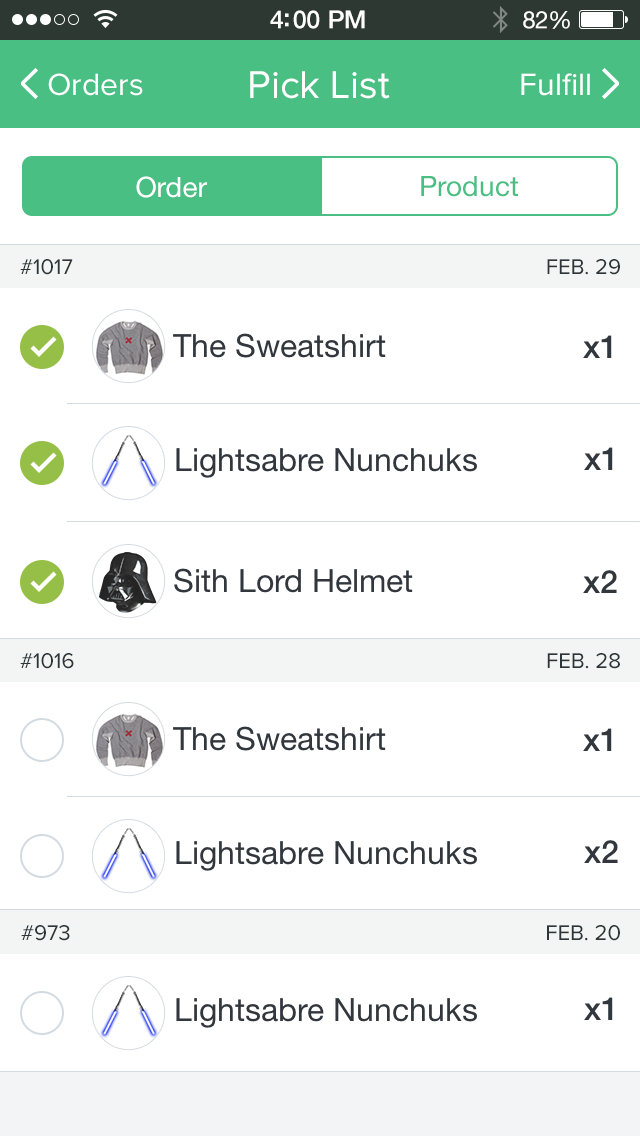 4:00 PM 82%
Orders Pick List Fulfill
Order Product
#1017 FEB. 29
The Sweatshirt x1
Lightsabre Nunchuks x1
Sith Lord Helmet x2
#1016 FEB. 28
The Sweatshirt x1
Lightsabre Nunchuks x2
#973 FEB. 20
Lightsabre Nunchuks x1